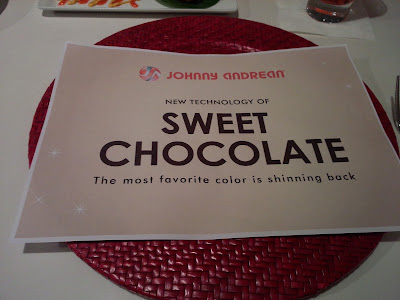 JOHNNY ANDREAN
NEW TECHNOLOGY OF
SWEET
CHOCOLATE
The most favorite color is shinning back